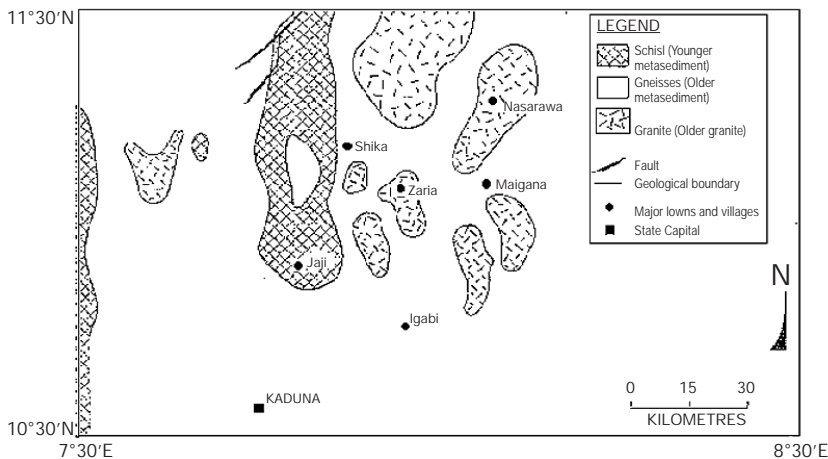 11°30'N
LEGEND
Schisl (Younger
metasediment)
Gneisses (Older
metasediment)
Granite (Older granite)
Fault
Geological boundary
Major lowns and villages
State Capital
Nasarawa
Shika
Zaria
Maigana
Jaji
Igabi
N
KADUNA
0 15 30
KILOMETRES
10°30'N
7°30'E
8°30'E